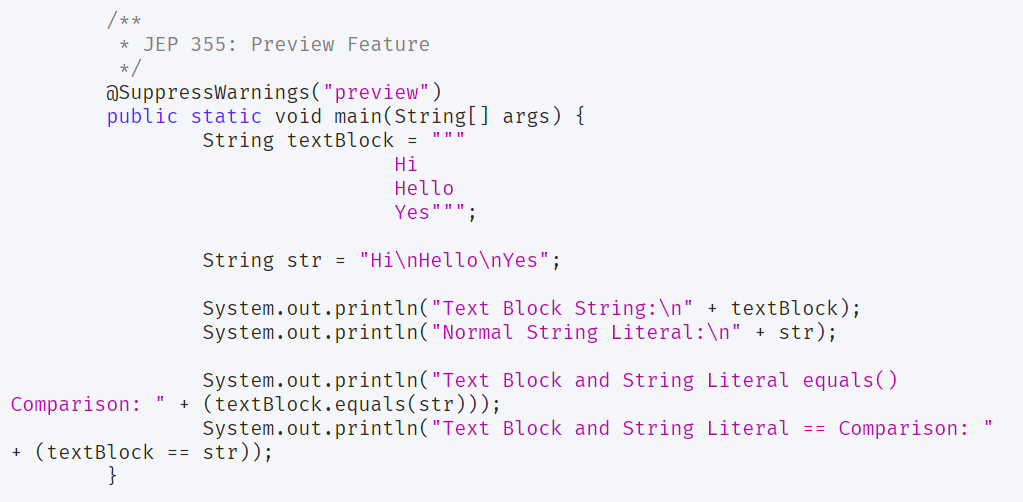 /**
 * JEP 355: Preview Feature
 */
@SuppressWarnings("preview")
public static void main(String[] args) {
String textBlock = """
Hi
Hello
Yes""";
String str = "Hi\nHello\nYes";
System.out.println("Text Block String:\n" + textBlock);
System.out.println("Normal String Literal:\n" + str);
System.out.println("Text Block and String Literal equals()
Comparison: " + (textBlock.equals(str)));
System.out.println("Text Block and String Literal == Comparison: "
+ (textBlock == str));
}